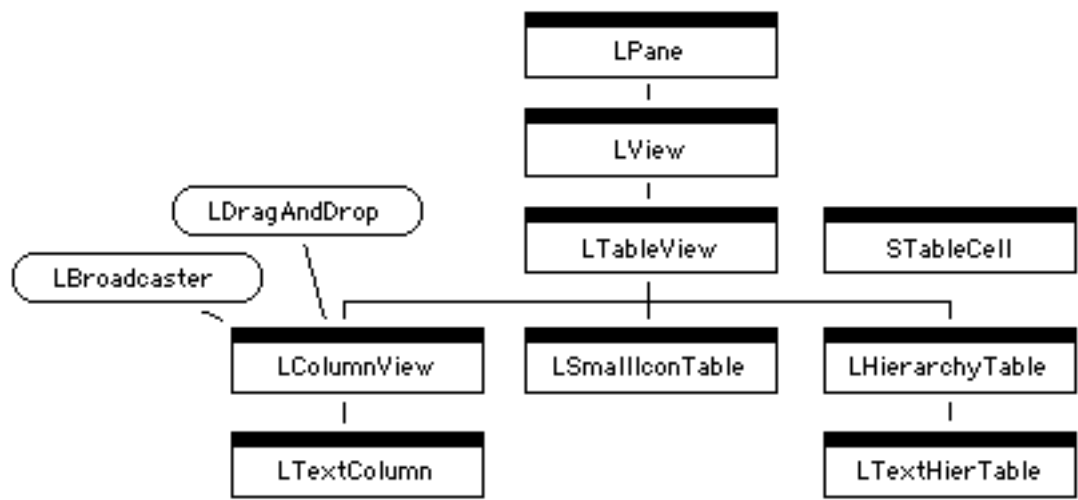 LPane
LView
LDragAndDrop
LTableView
STableCell
LBroadcaster
LColumnView
LSmallIconTable
LHierarchyTable
LTextColumn
LTextHierTable